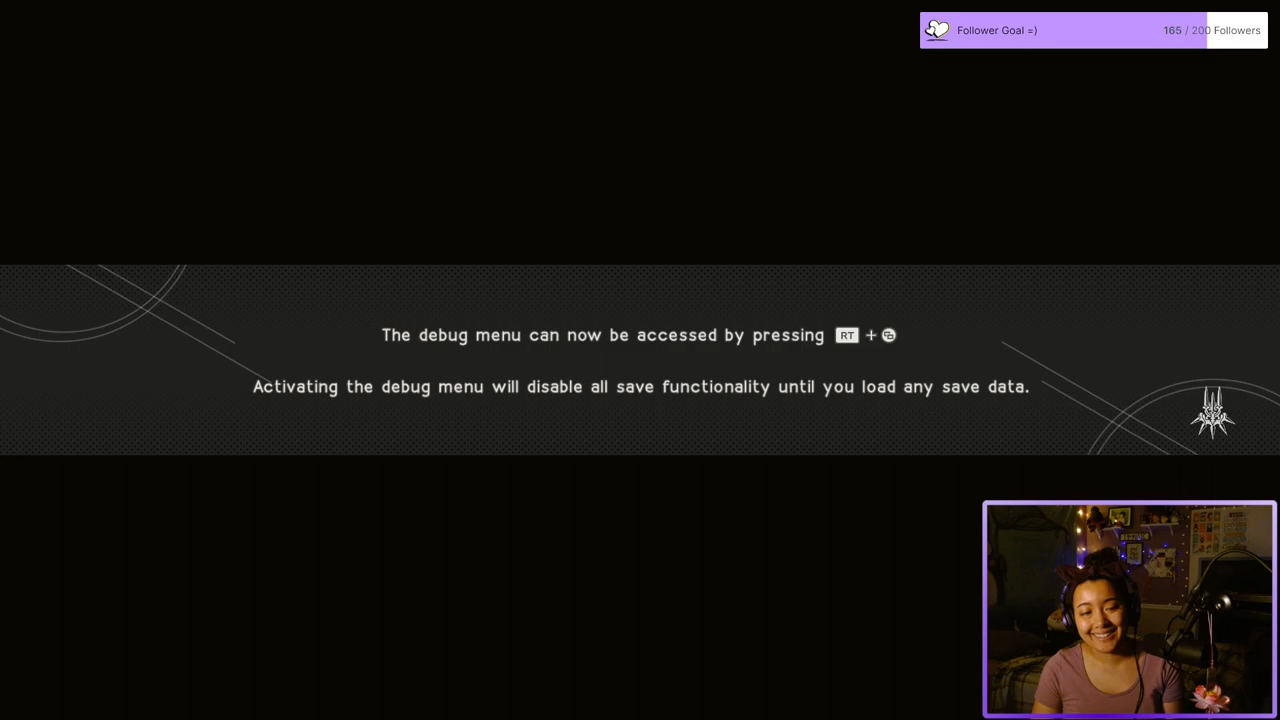 Follower Goal =)
165 / 200 Followers
The debug menu can now be accessed by pressing RT +
Activating the debug menu will disable all save functionality until you load any save data.